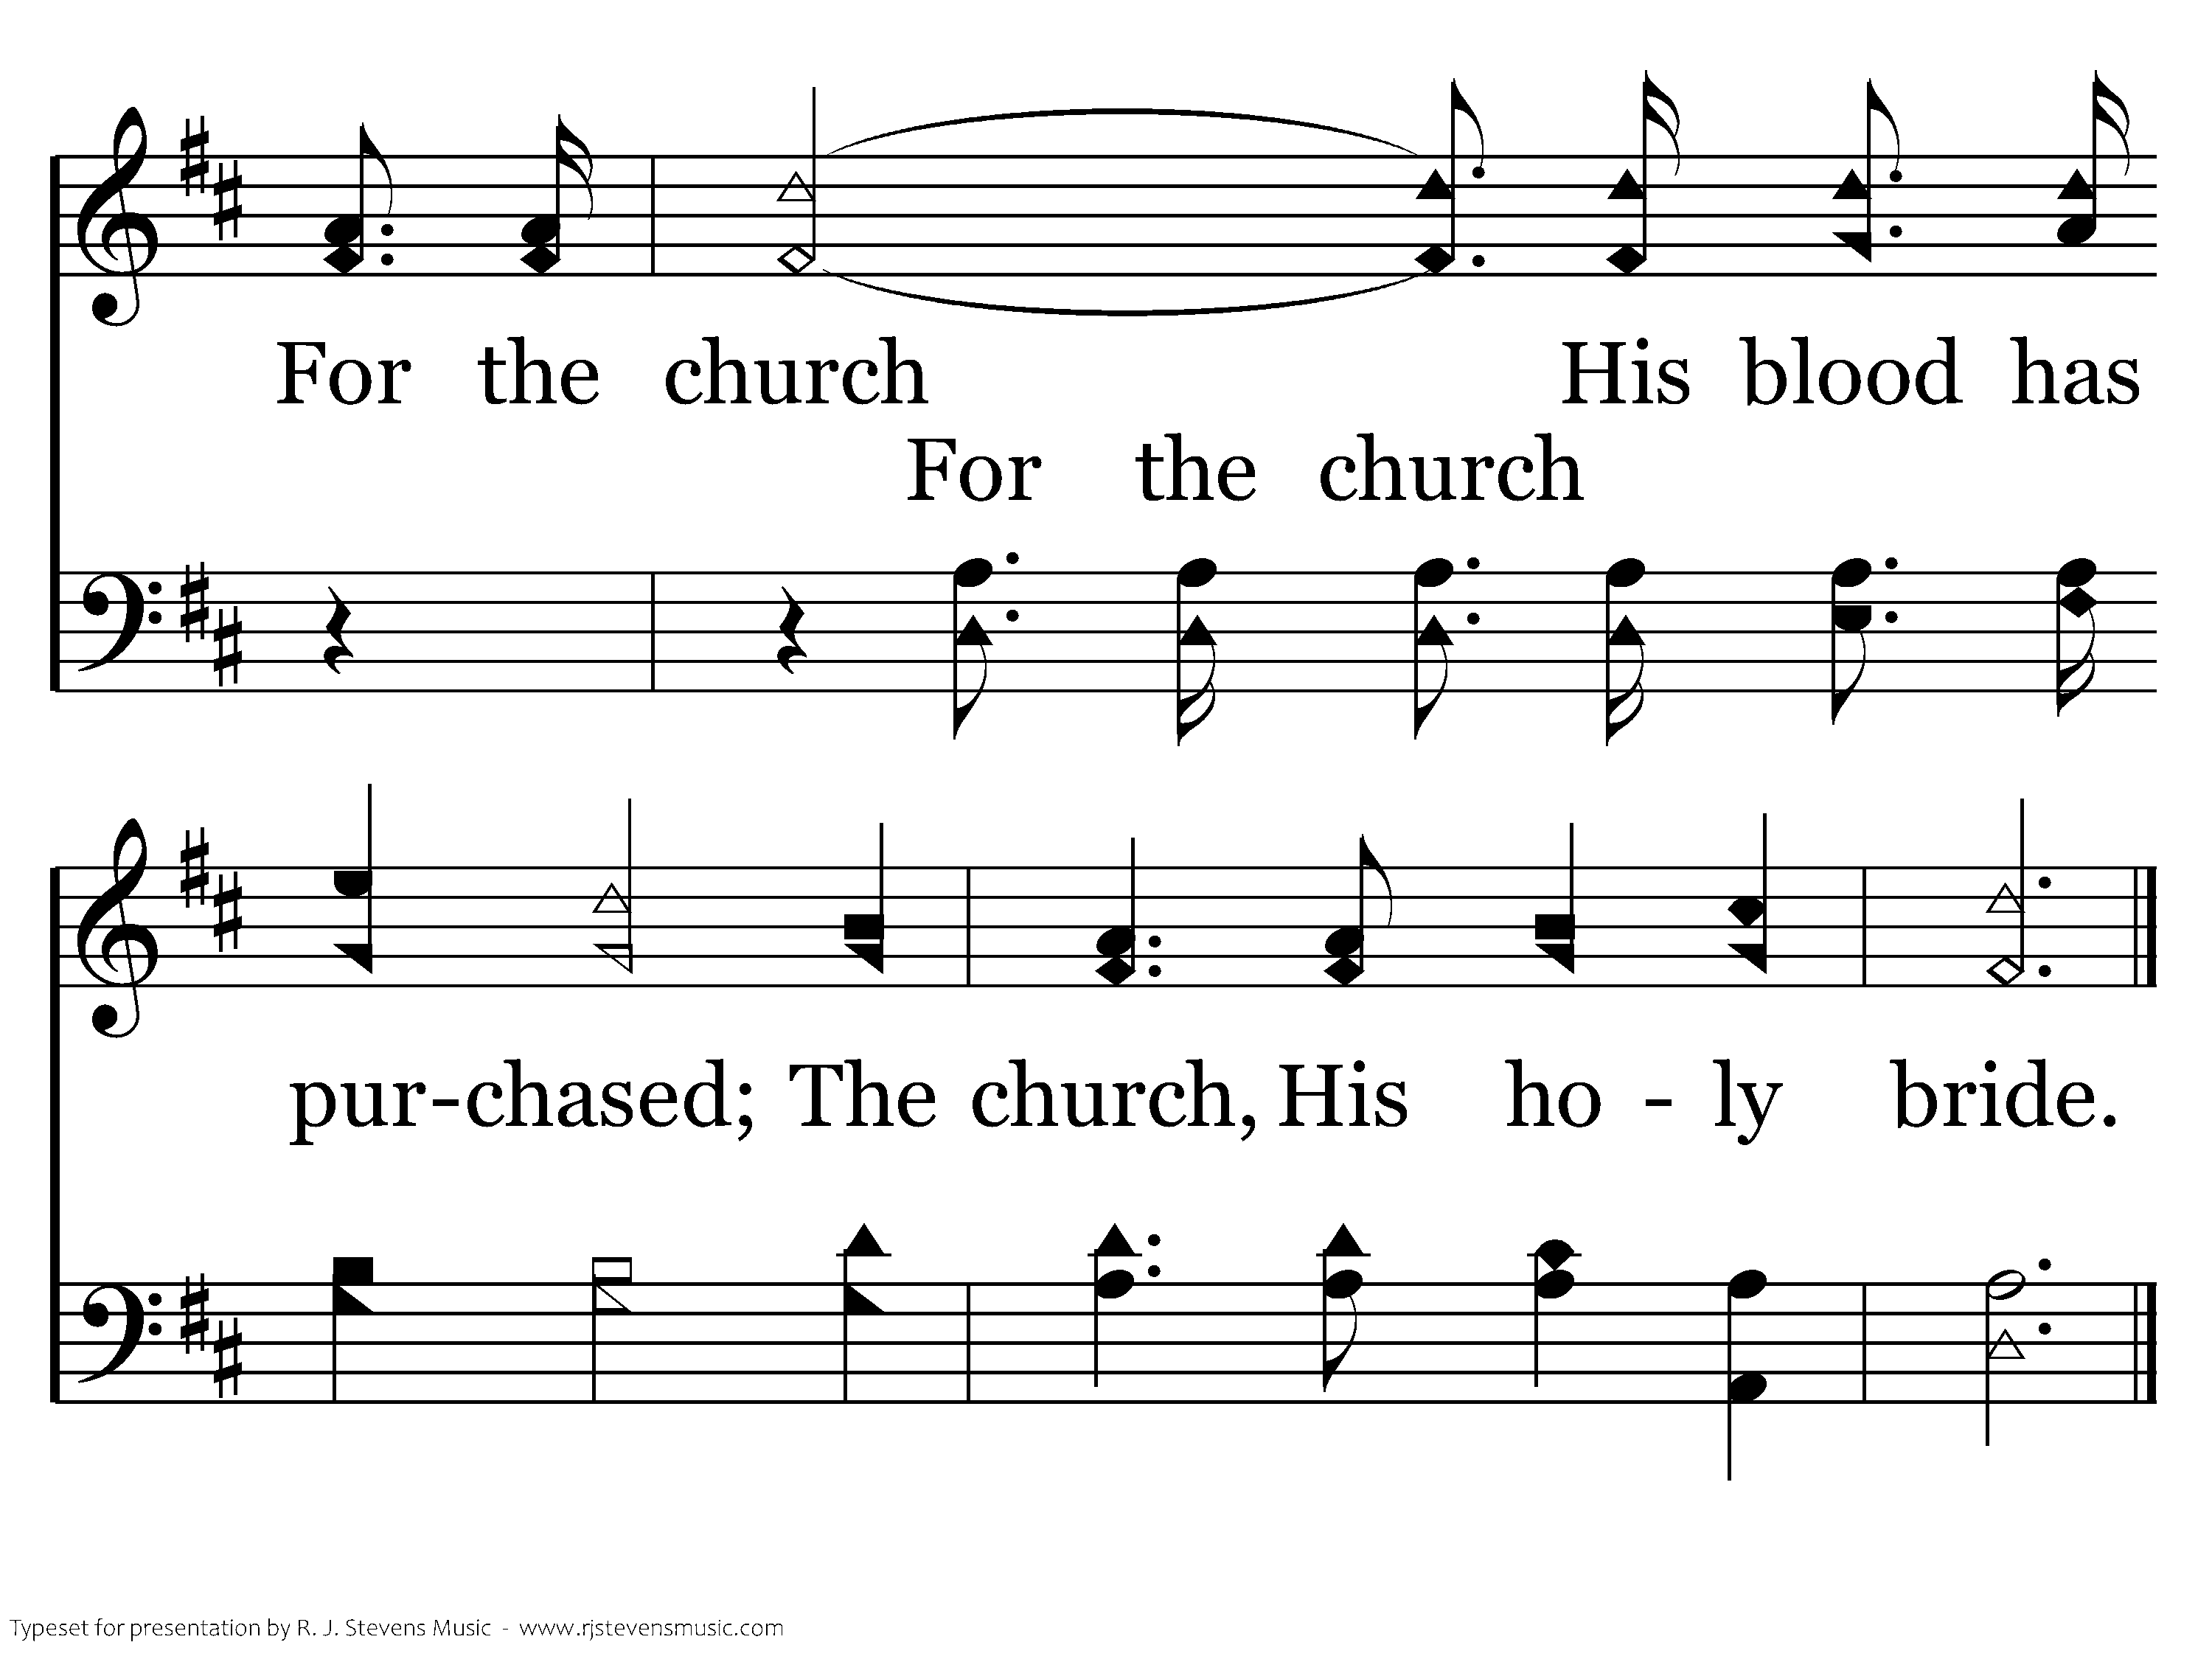 For the church His blood has
For the church
pur-chased; The church, His ho - ly bride.
Typeset for presentation by R. J. Stevens Music - www.rjstevensmusic.com